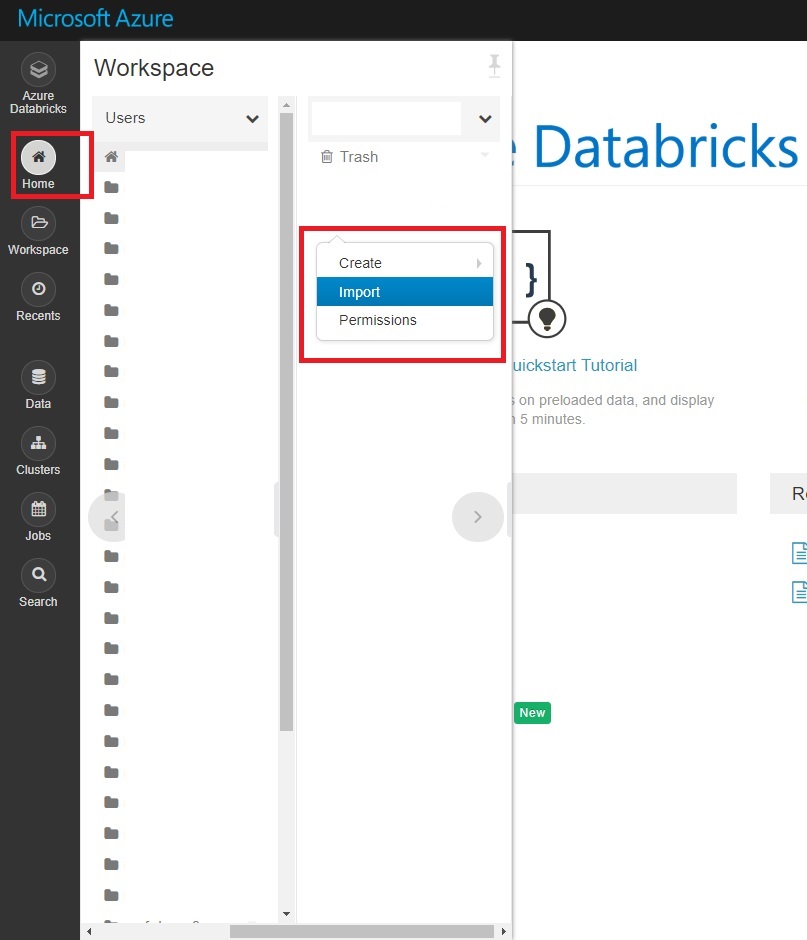 Microsoft Azure
Workspace
Azure
Databricks
Home
Workspace
Recents
Data
Clusters
Jobs
Search
Users
Trash
Create
Import
Permissions
Databricks
}
uickstart Tutorial
s on preloaded data, and display
5 minutes.
New